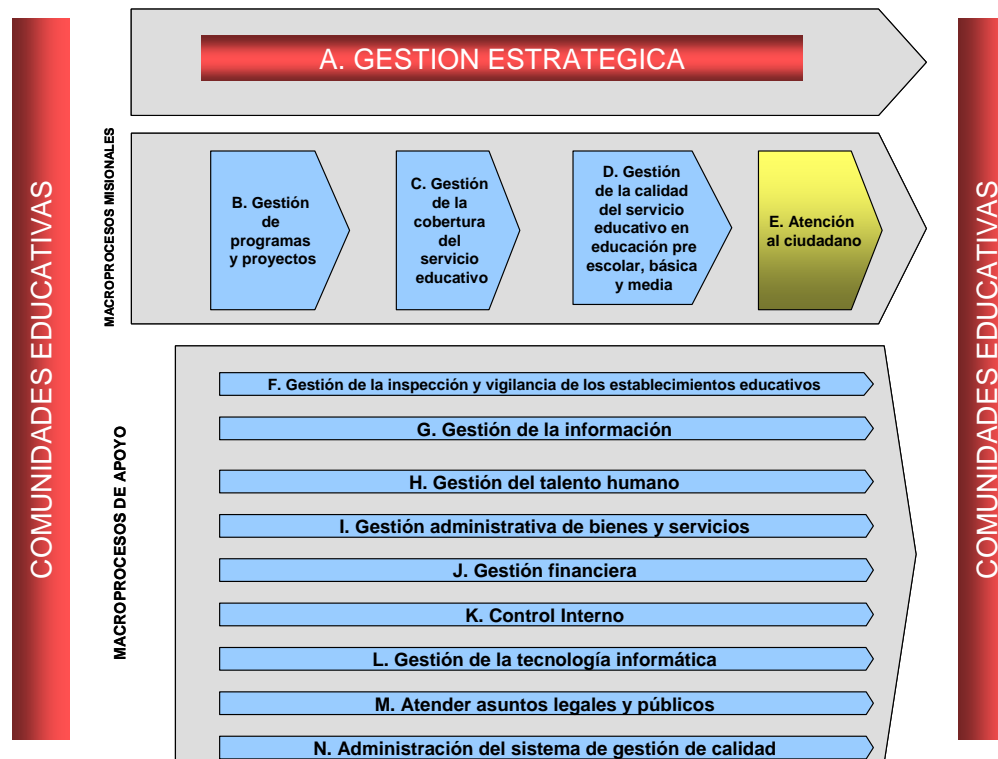 COMUNIDADES EDUCATIVAS
A. GESTION ESTRATEGICA
MACROPROCESOS MISIONALES
B. Gestión
de
programas
y proyectos
C. Gestión
de la
cobertura
del
servicio
educativo
D. Gestión
de la calidad
del servicio
educativo en
educación pre
escolar, básica
y media
E. Atención
al ciudadano
MACROPROCESOS DE APOYO
F. Gestión de la inspección y vigilancia de los establecimientos educativos
G. Gestión de la información
H. Gestión del talento humano
I. Gestión administrativa de bienes y servicios
J. Gestión financiera
K. Control Interno
L. Gestión de la tecnología informática
M. Atender asuntos legales y públicos
N. Administración del sistema de gestión de calidad
COMUNIDADES EDUCATIVAS